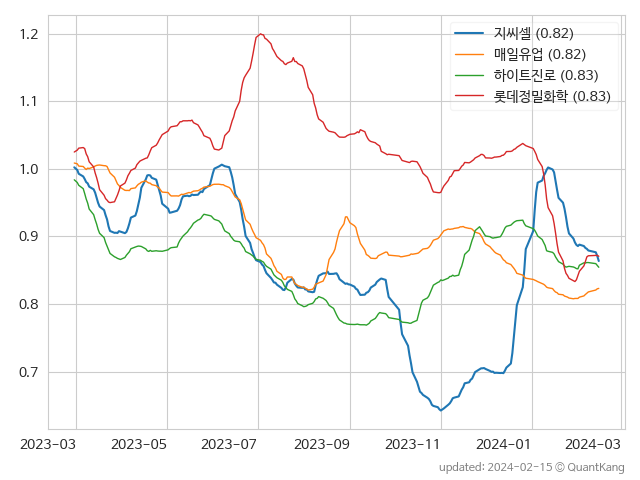 1.2
1.1
1.0
0.9
0.8
0.7
지씨셀 (0.82)
매일유업 (0.82)
하이트진로 (0.83)
롯데정밀화학 (0.83)
2023−03 2023−05 2023−07 2023−09 2023−11 2024−01 2024−03
updated: 2024−02−15 © QuantKang